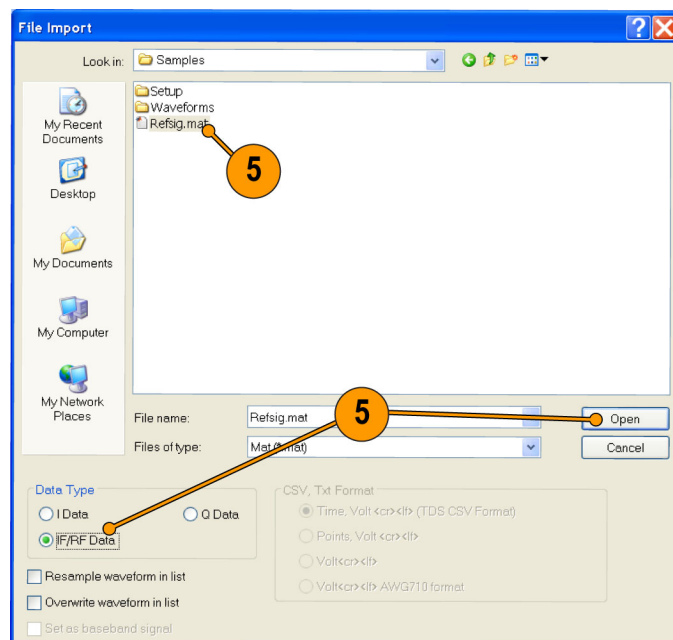 File Import
Look in:
Samples
My Recent
Documents
Desktop
My Documents
My Computer
My Network
Places
Setup
Waveforms
Refsig.mat
5
5
File name:
Refsig.mat
Open
Files of type:
Mat (*.mat)
Cancel
Data Type
I Data
Q Data
IF/RF Data
Resample waveform in list
Overwrite waveform in list
Set as baseband signal
CSV, Txt Format
Time, Volt <cr><lf> (TDS CSV Format)
Points, Volt <cr><lf>
Volt<cr><lf>
Volt<cr><lf> AWG710 format